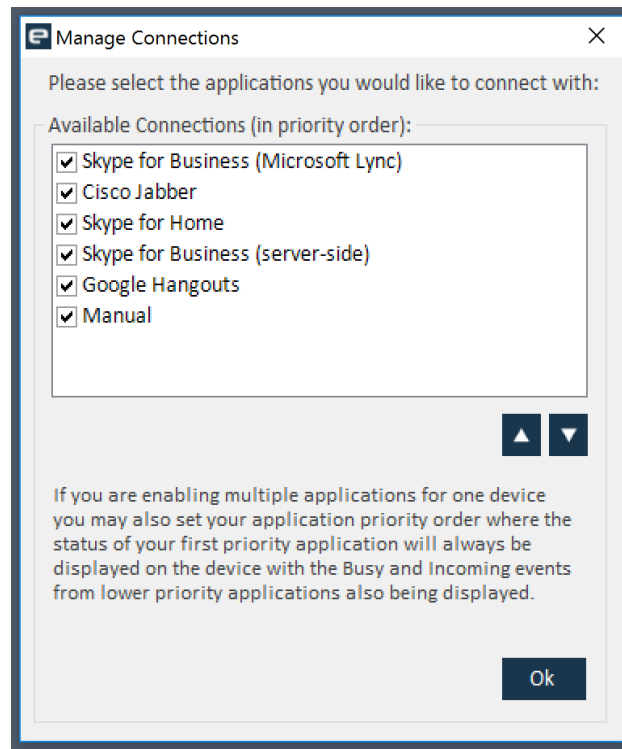 Manage Connections
Please select the applications you would like to connect with:
Available Connections (in priority order):
Skype for Business (Microsoft Lync)
Cisco Jabber
Skype for Home
Skype for Business (server-side)
Google Hangouts
Manual
If you are enabling multiple applications for one device
you may also set your application priority order where the
status of your first priority application will always be
displayed on the device with the Busy and Incoming events
from lower priority applications also being displayed.
Ok